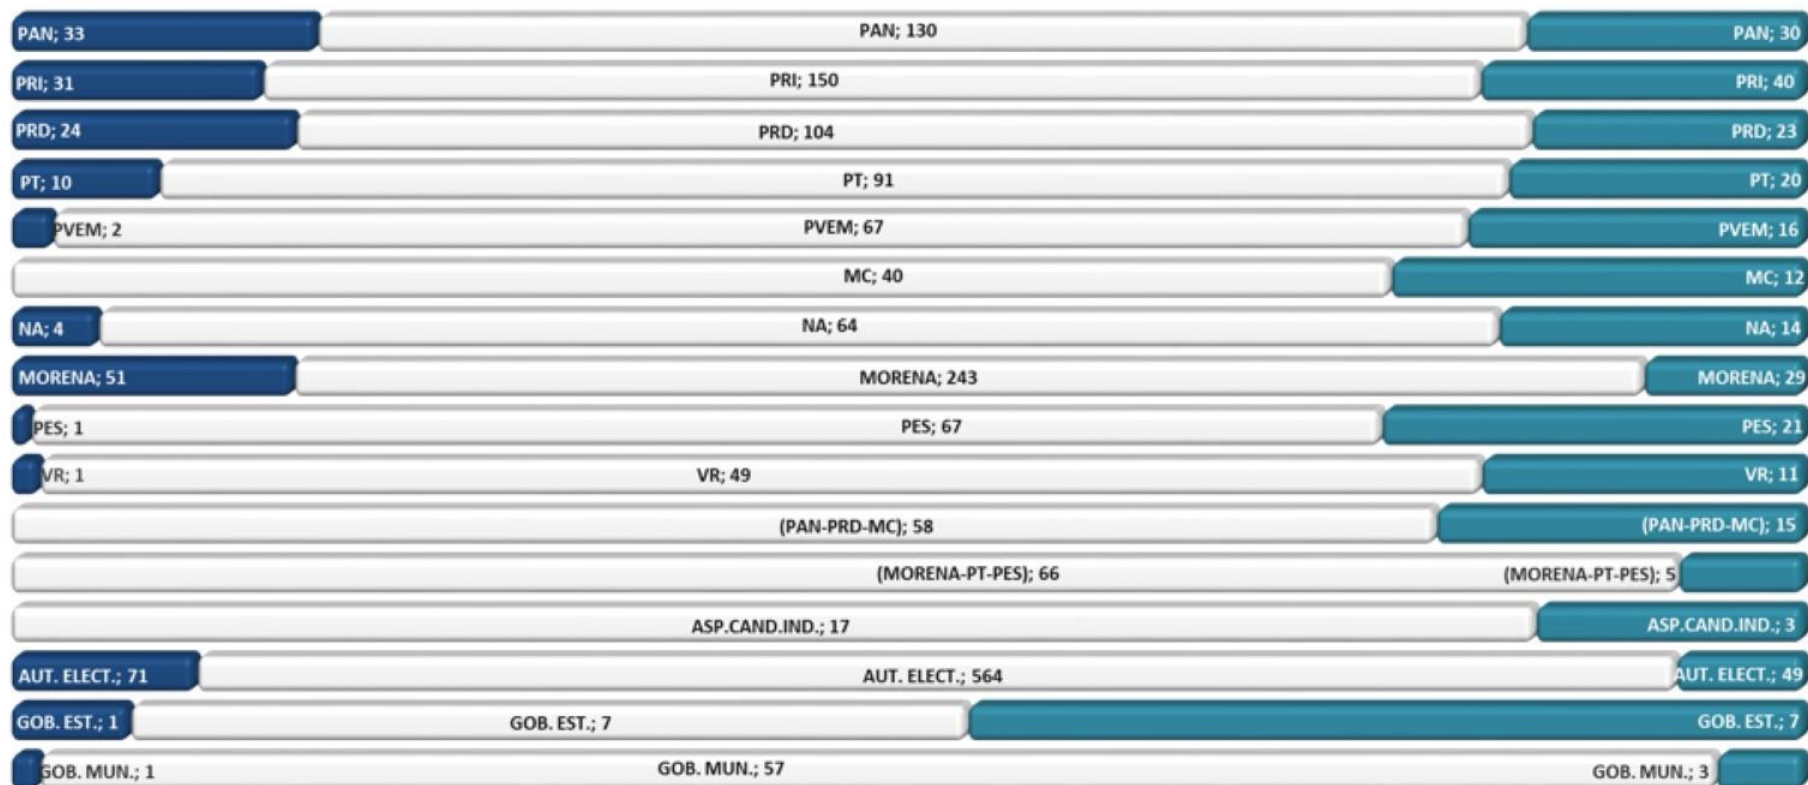 PAN; 33 PAN; 130 PAN; 30
PRI; 31 PRI; 150 PRI; 40
PRD; 24 PRD; 104 PRD; 23
PT; 10 PT; 91 PT; 20
PVEM; 2 PVEM; 67 PVEM; 16
MC; 40 MC; 12
NA; 4 NA; 64 NA; 14
MORENA; 51 MORENA; 243 MORENA; 29
PES; 1 PES; 67 PES; 21
VR; 1 VR; 49 VR; 11
(PAN-PRD-MC); 58 (PAN-PRD-MC); 15
(MORENA-PT-PES); 66 (MORENA-PT-PES); 5
ASP.CAND.IND.; 17 ASP.CAND.IND.; 3
AUT. ELECT.; 71 AUT. ELECT.; 564 AUT. ELECT.; 49
GOB. EST.; 1 GOB. EST.; 7 GOB. EST.; 7
GOB. MUN.; 1 GOB. MUN.; 57 GOB. MUN.; 3